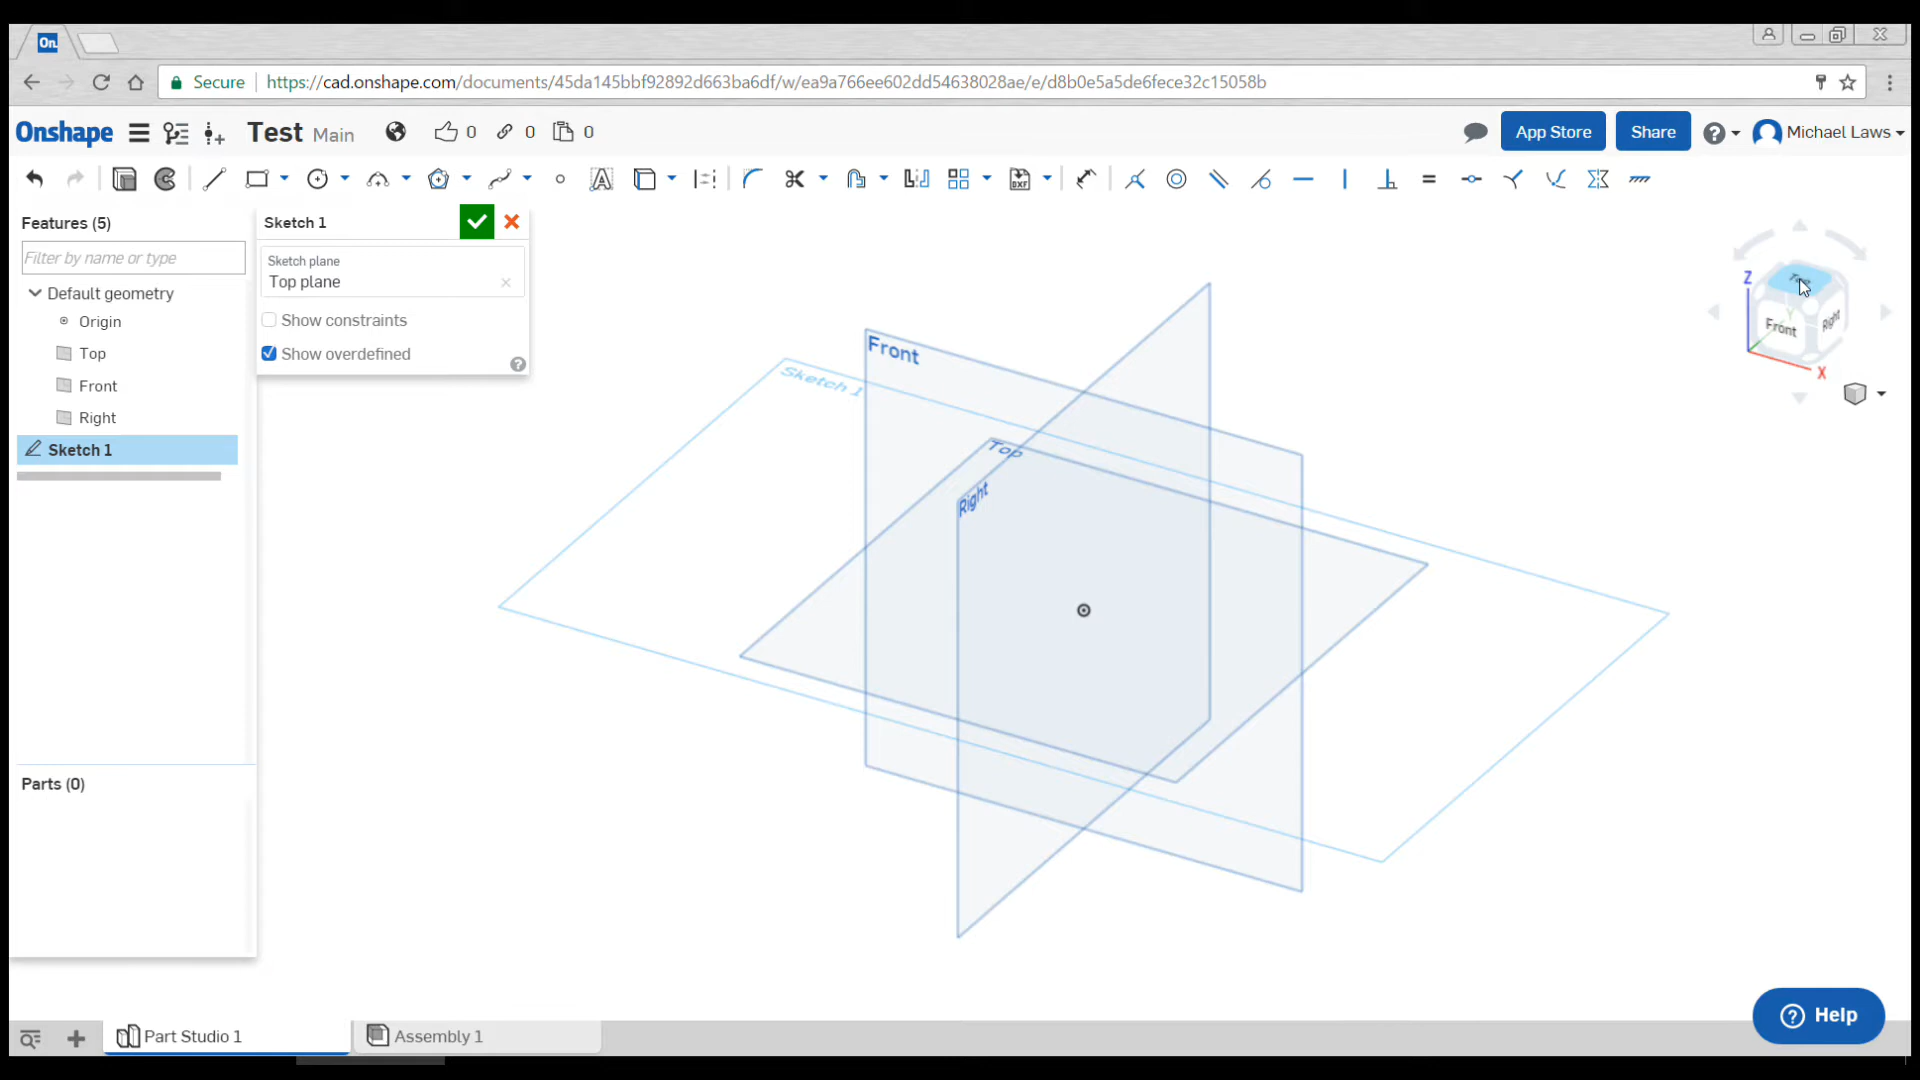 On
Secure https://cad.onshape.com/documents/45da145bbf92892d663ba6df/w/ea9a766ee602dd54638028ae/e/d8b0e5a5de6fece32c15058b
Onshape Test Main 0 0 0 App Store Share Michael Laws
DXF
Features (5)
Filter by name or type
Default geometry
Origin
Top
Front
Right
Sketch 1
Parts (0)
Sketch 1
Sketch plane
Top plane
Show constraints
Show overdefined
Front
Sketch 1
Top
Right
Z
Top
Y
Front
Right
X
Help
Part Studio 1
Assembly 1